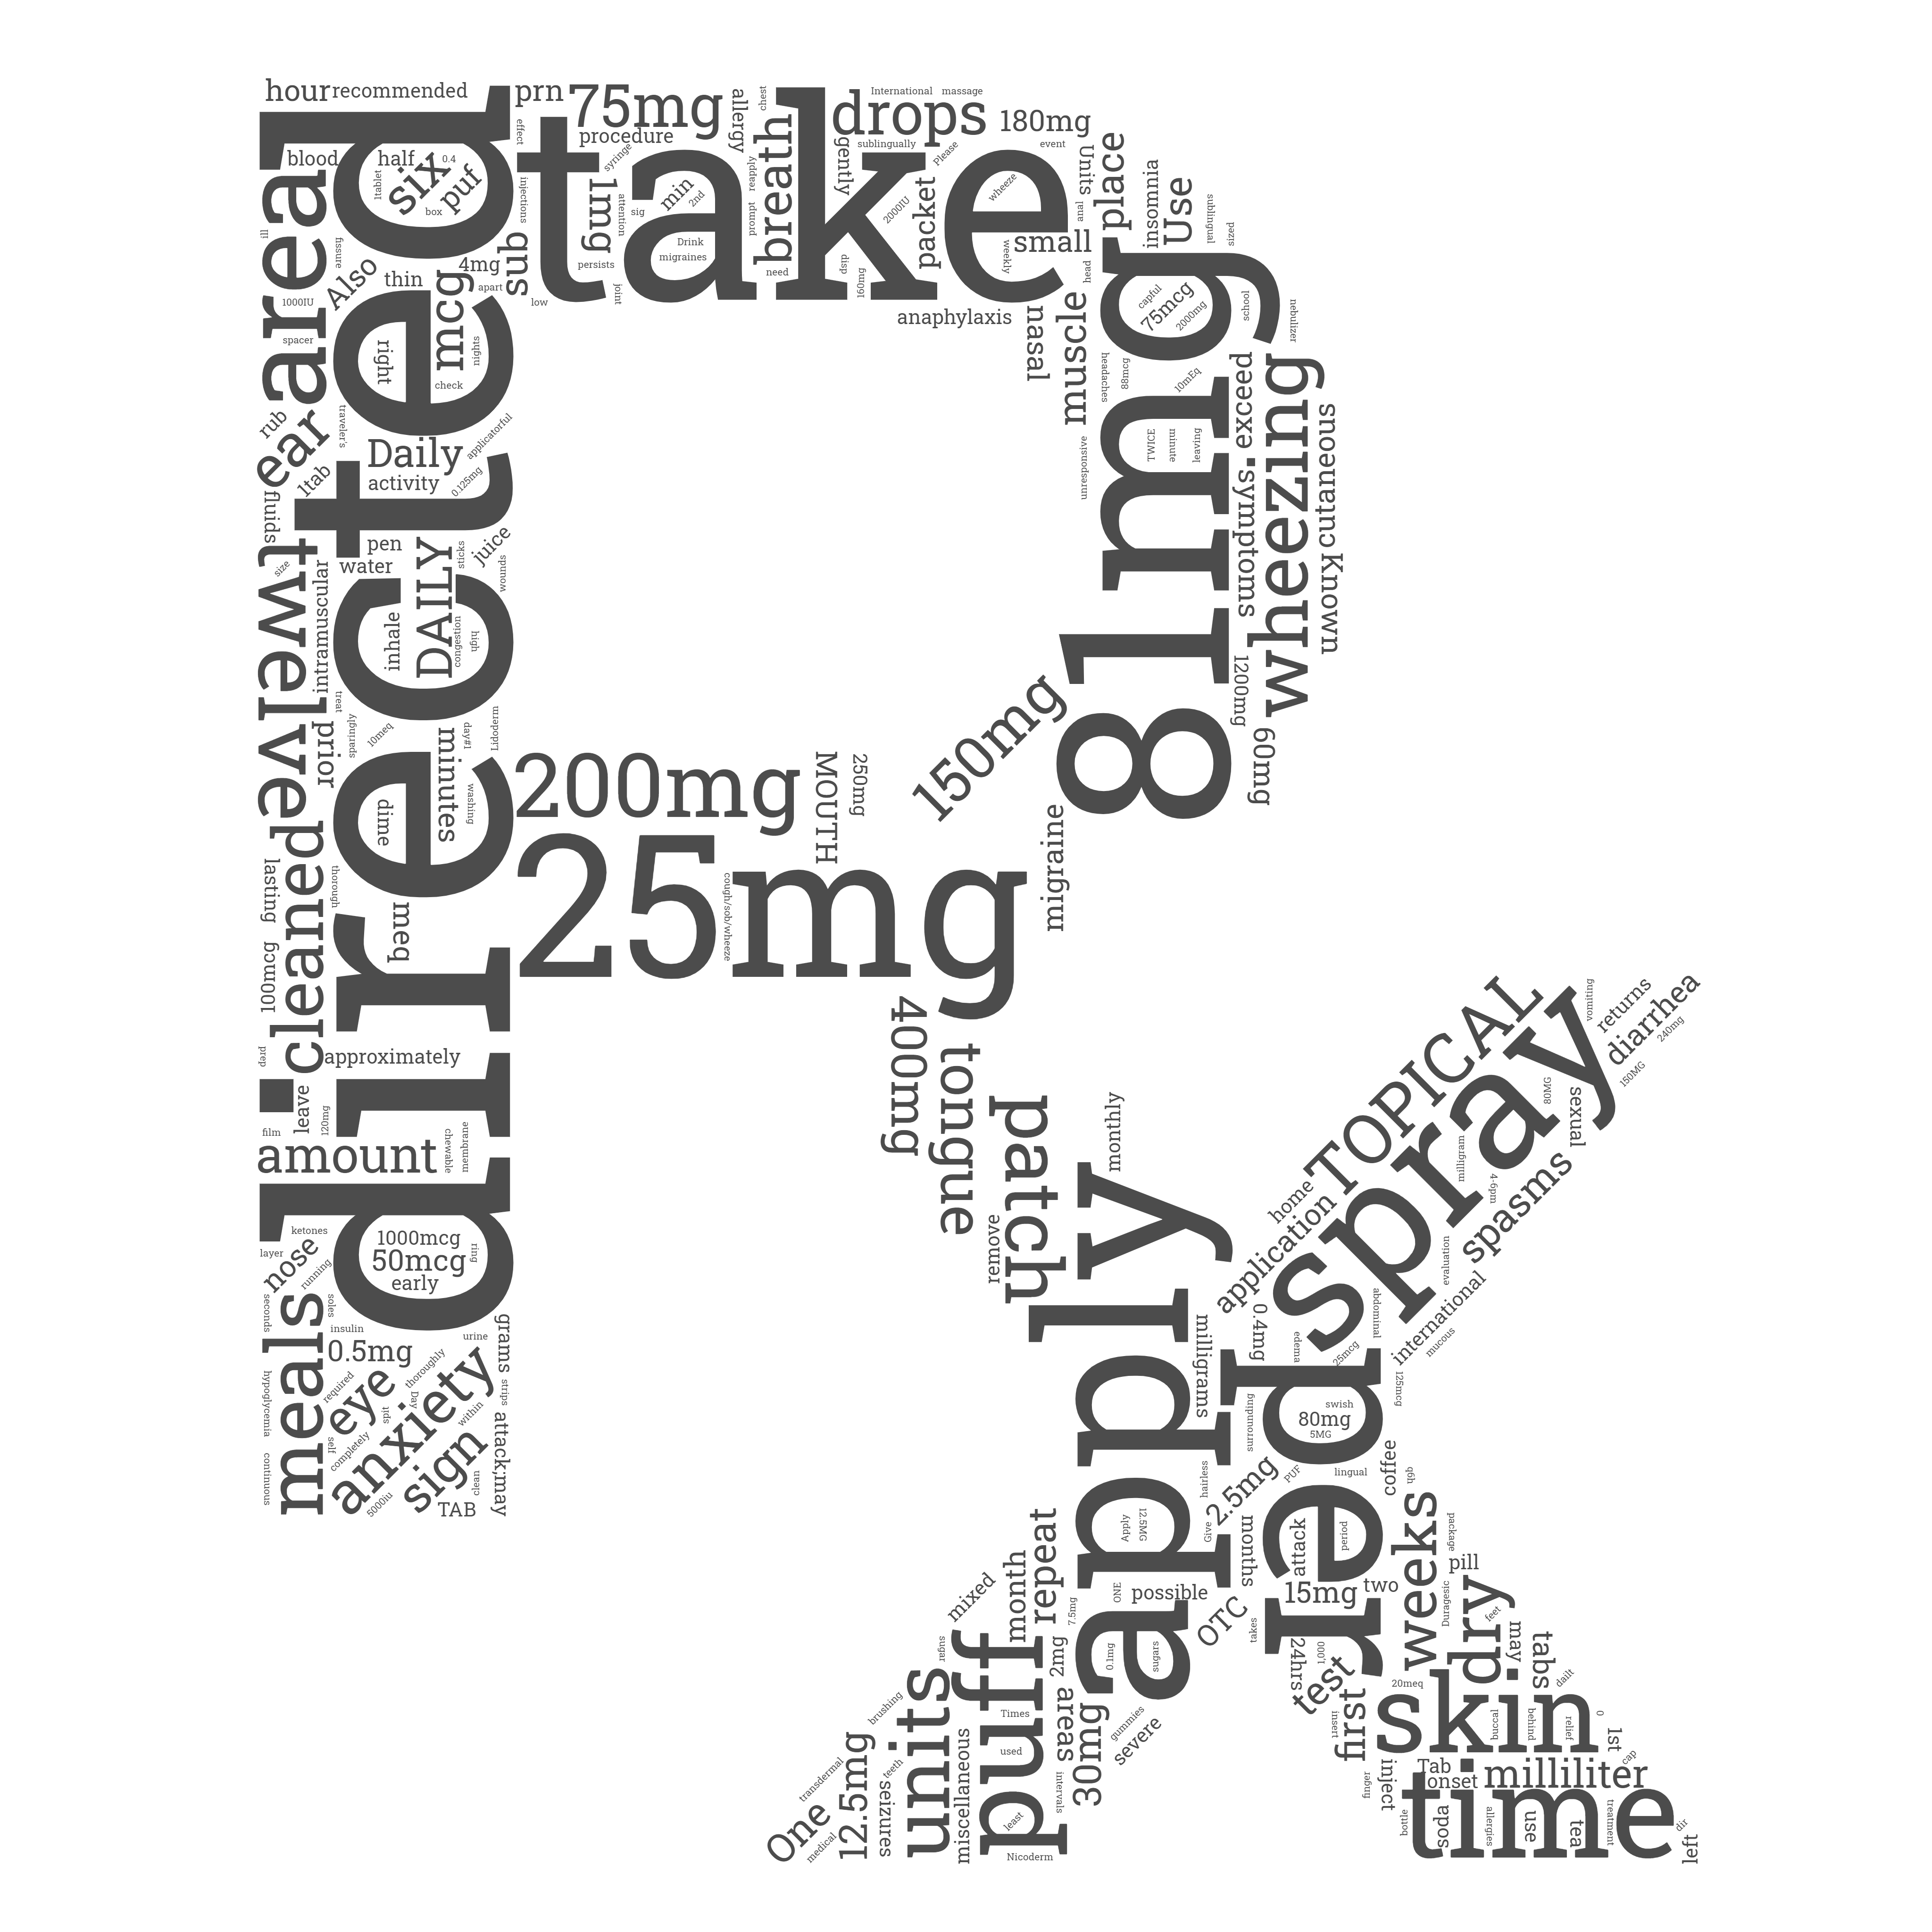 hour recommended
prn 75mg
allergy
chest
drops
International massage
180mg
procedure
effect
syringe
blood
half
0.4
six
puf
1tablet
box
directed
area
take
1mg
min
2nd
attention
sig
Drink
migraines
persists
reapply
prompt
breath
need
gently
sublingually
Please
event
2000IU
packet
wheeze
Units
anal
weekly
small
place
insomnia
Use
sublingual
sized
injections
sub
low
joint
disp
160mg
head
ill
fussy
Also
thin
4mg
apart
mcg
1000IU
spacer
right
nights
check
anaphylaxis
nasal
muscle
81mg
capful
75mcg
2000mg
school
nebulizer
headaches
88mcg
10mEq
exceed
wheezing
cutaneous
rub
ear
traveler's
Daily
applicatorful
activity
0.125mg
1tab
fluids
unresponsive
TWICE
minute
leaving
symptoms.
Known
twelve
size
intramuscular
pen
water
DAILY
sticks
juice
wounds
inhale
congestion
high
treat
roird
sparingly
10meq
minutes
day#1
Lidoderm
dime
washing
200mg
MOUTH
250mg
150mg
1200mg
60mg
25mg
cough/sob/wheeze
migraine
cleaned
lasting
thorough
100mcg
meq
prep
approximately
leave
120mg
film
amount
chewable
membrane
400mg
tongue
patch
remove
monthly
ketones
layer
nose
running
1000mcg
50mcg
early
ring
seconds
meals
soles
insulin
0.5mg
urine
grams
hypoglycemia
required
eye
thoroughly
Day
spit
strips
within
anxiety
sign
self
completely
attack;may
continuous
5000iu
clean
TAB
TOPICAL
spray
vomiting
returns
diarrhea
240mg
150MG
80MG
sexual
milligram
4-6pm
spasms
home
application
evaluation
international
mucous
apply
milligrams
0.4mg
edema
25mcg
abdominal
125mcg
per
swish
80mg
5MG
surrounding
2.5mg
PUF
lingual
coffee
q6h
hairless
Apply
12.5MG
Give
months
attack
period
weeks
package
pill
15mg
two
Duragesic
dry
feet
may
tabs
dailt
mixed
month
repeat
7.5mg
ONE
possible
OTC
takes
24hrs
1,000
test
20meq
skin
buccal
behind
relief
0
1st
cap
sugar
puff
2mg
0.1mg
sugars
units
brushing
Times
areas
30mg
gummies
severe
insert
first
transdermal
12.5mg
teeth
seizures
miscellaneous
used
intervals
One
medical
least
Nicoderm
finger
inject
Tab
onset
milliliter
time
bottle
soda
allergies
use
tea
treatment
dir
left